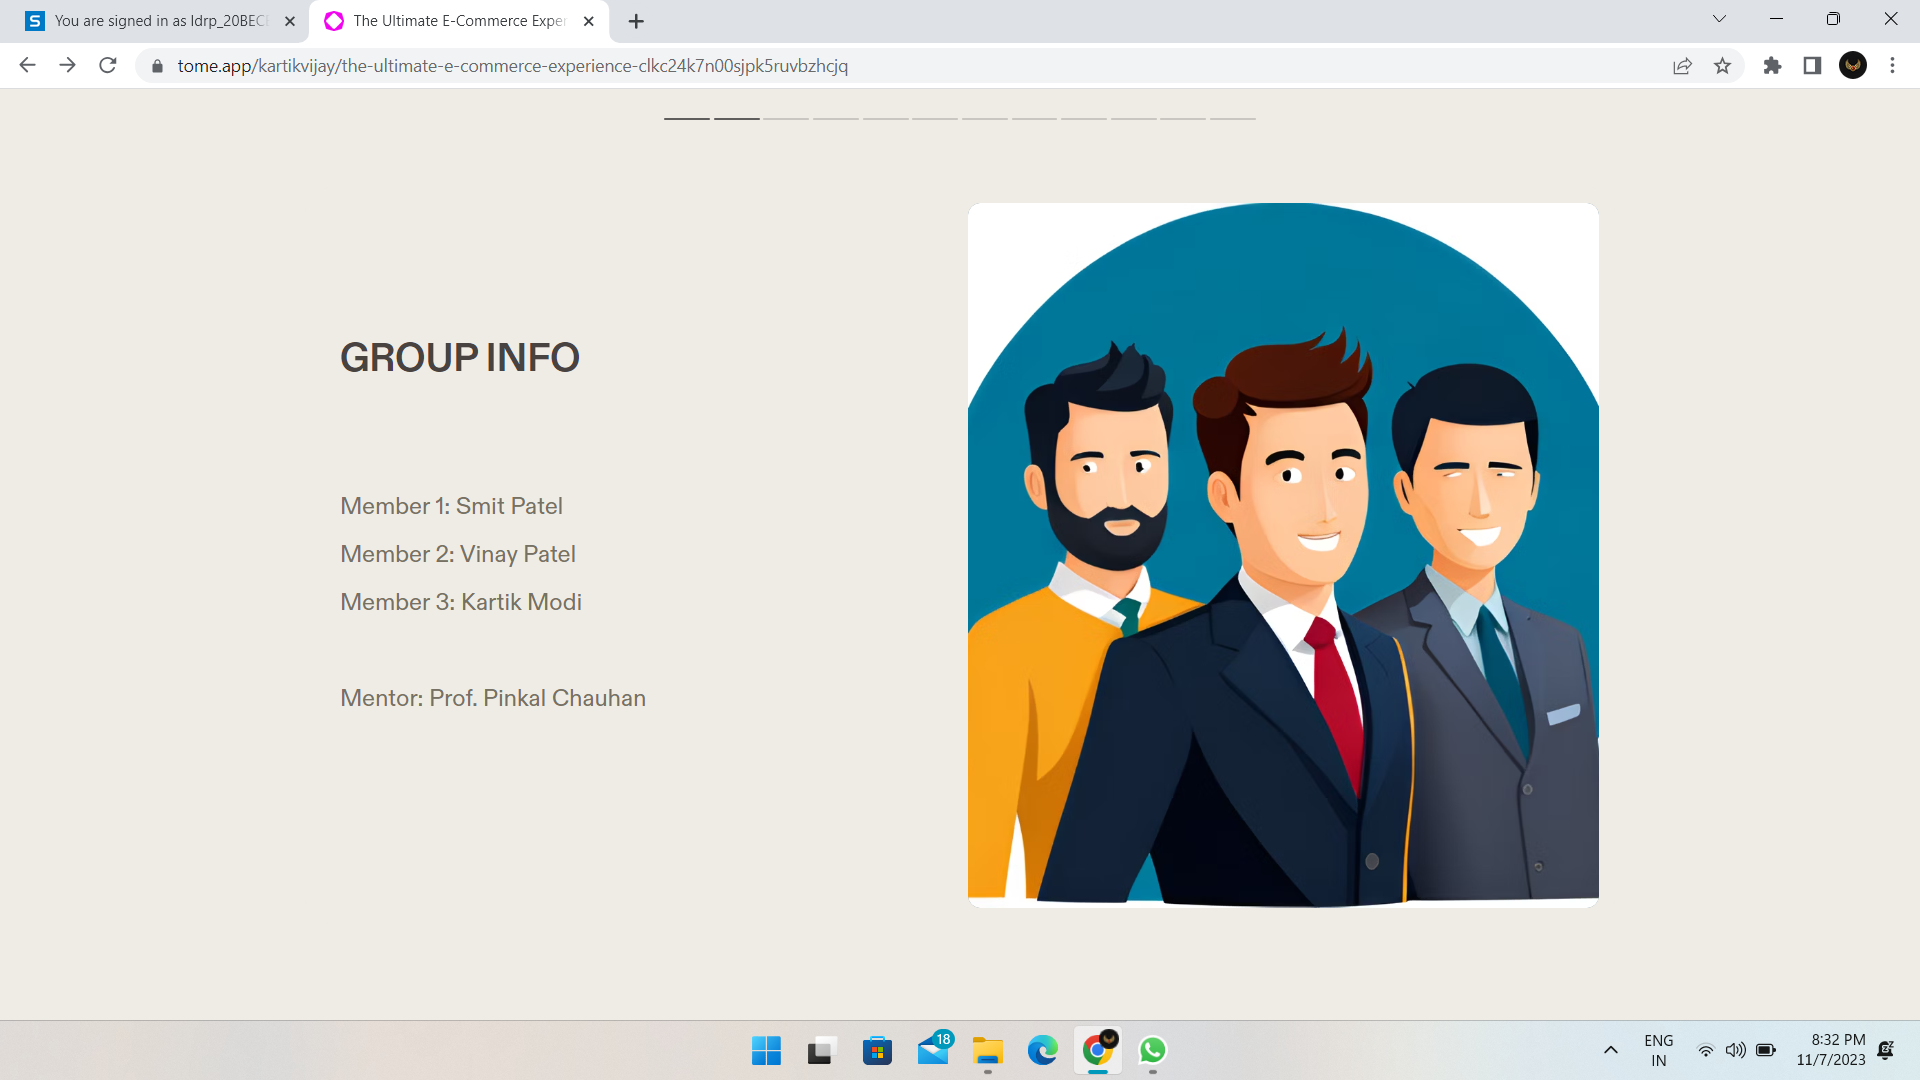 You are signed in as ldrp_20BEC
The Ultimate E-Commerce Exper
tome.app/kartikvijay/the-ultimate-e-commerce-experience-clkc24k7n00sjpk5ruvbzhcjq
GROUP INFO
Member 1: Smit Patel
Member 2: Vinay Patel
Member 3: Kartik Modi
Mentor: Prof. Pinkal Chauhan
18
ENG
IN
8:32 PM
11/7/2023